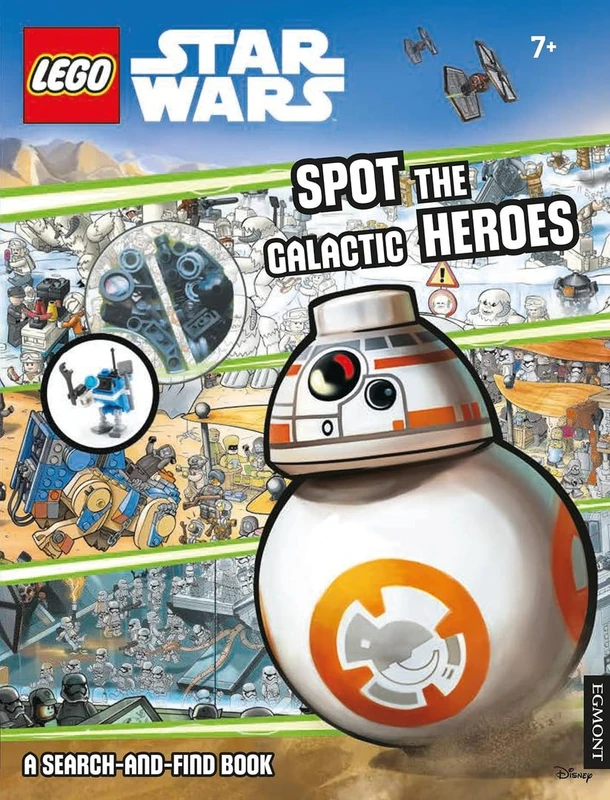 LEGO
STAR
WARS
7+
SPOT THE
GALACTIC HEROES
A SEARCH-AND-FIND BOOK
EGMONT
Disney